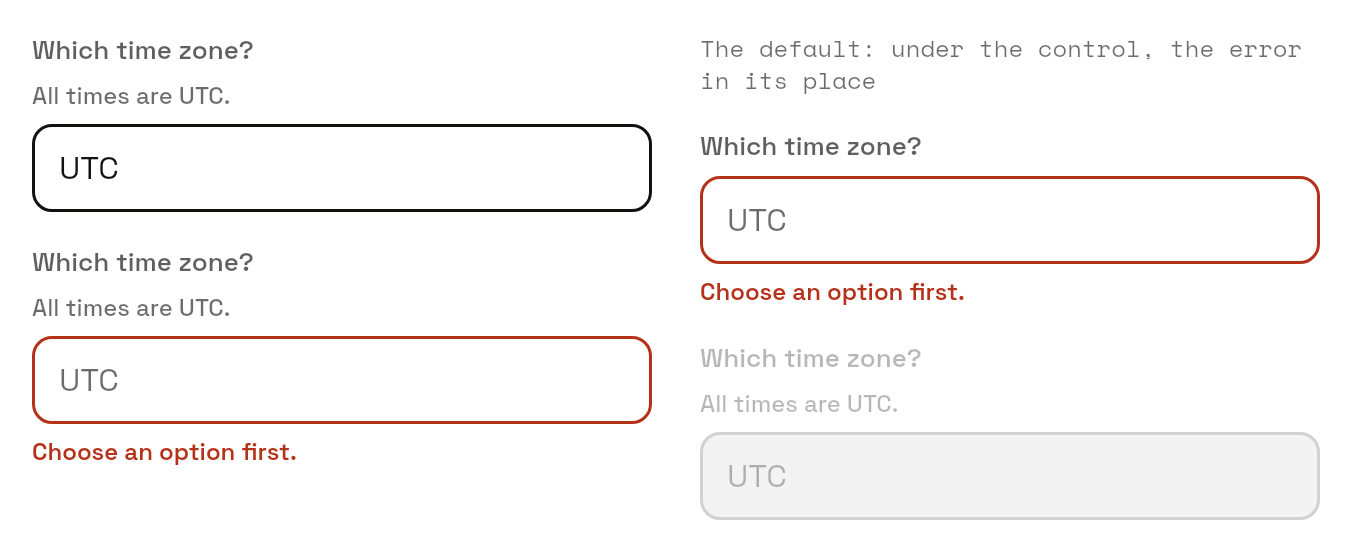 Which time zone?
All times are UTC.
UTC
Which time zone?
All times are UTC.
UTC
Choose an option first.
The default: under the control, the error
in its place
Which time zone?
UTC
Choose an option first.
Which time zone?
All times are UTC.
UTC